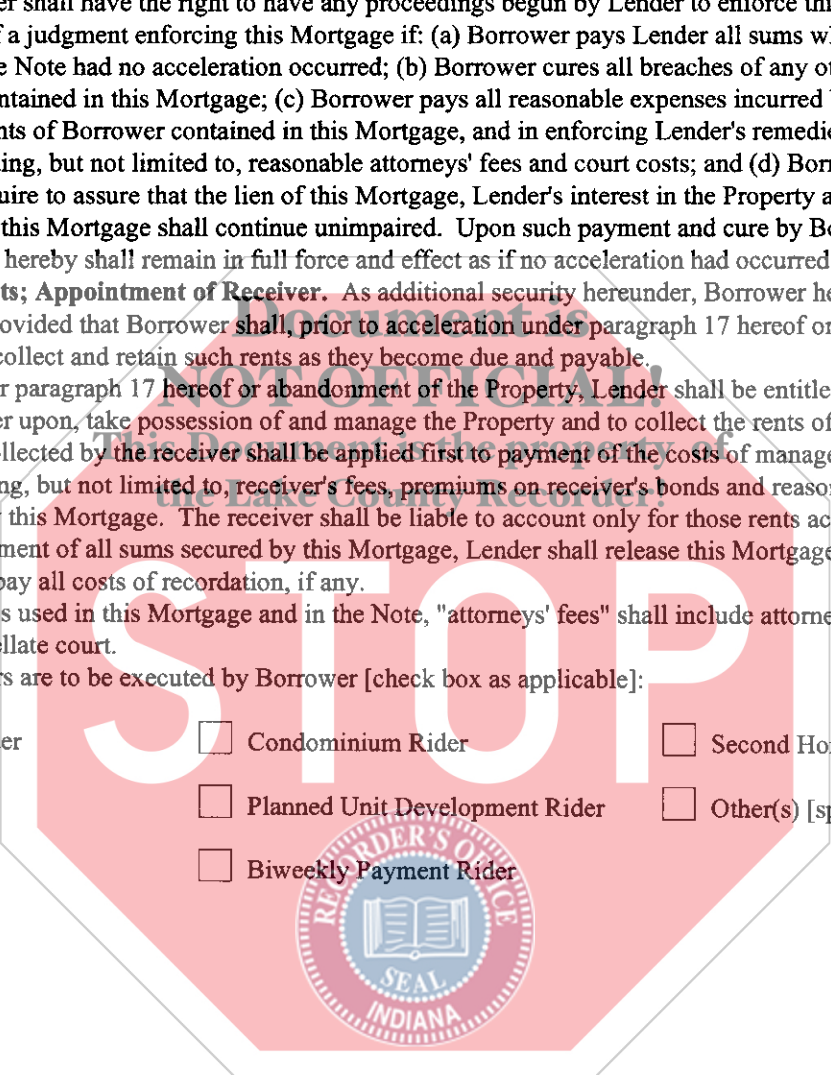 er shall have the right to have any proceedings begun by Lender to enforce thi
f a judgment enforcing this Mortgage if: (a) Borrower pays Lender all sums w
e Note had no acceleration occurred; (b) Borrower cures all breaches of any ot
ntained in this Mortgage; (c) Borrower pays all reasonable expenses incurred
nts of Borrower contained in this Mortgage, and in enforcing Lender's remedie
ing, but not limited to, reasonable attorneys' fees and court costs; and (d) Bor
uire to assure that the lien of this Mortgage, Lender's interest in the Property a
this Mortgage shall continue unimpaired. Upon such payment and cure by Bo
hereby shall remain in full force and effect as if no acceleration had occurred
ts; Appointment of Receiver. As additional security hereunder, Borrower he
Document is
ovided that Borrower shall, prior to acceleration under paragraph 17 hereof or
collect and retain such rents as they become due and payable.
NOT OFFICIAL!
r paragraph 17 hereof or abandonment of the Property, Lender shall be entitle
er upon, take possession of and manage the Property and to collect the rents of
This Document is the property of
llected by the receiver shall be applied first to payment of the costs of manage
ng, but not limited to, receiver's fees, premiums on receiver's bonds and reaso
the Lake County Recorder!
this Mortgage. The receiver shall be liable to account only for those rents ac
ment of all sums secured by this Mortgage, Lender shall release this Mortgage
pay all costs of recordation, if any.
s used in this Mortgage and in the Note, "attorneys' fees" shall include attorne
llate court.
rs are to be executed by Borrower [check box as applicable]:
STOP
er Condominium Rider Second Ho
Planned Unit Development Rider Other(s) [sp
Biweekly Payment Rider
RECORDER'S OFFICE
SEAL
INDIANA